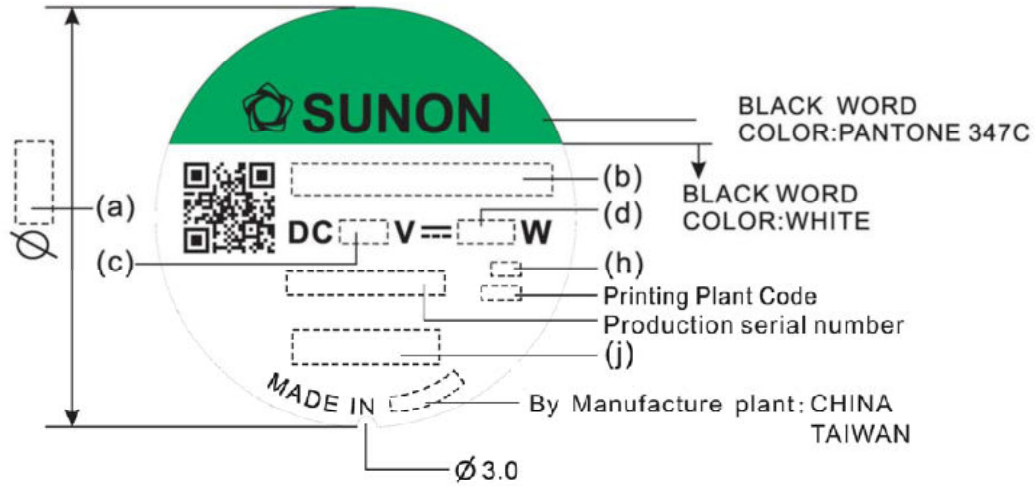 SUNON
BLACK WORD
COLOR:PANTONE 347C
(a)
(b)
BLACK WORD
COLOR:WHITE
(d)
DC V W
(c)
(h)
Printing Plant Code
Production serial number
(j)
MADE IN
By Manufacture plant: CHINA
TAIWAN
Ø
Ø 3.0